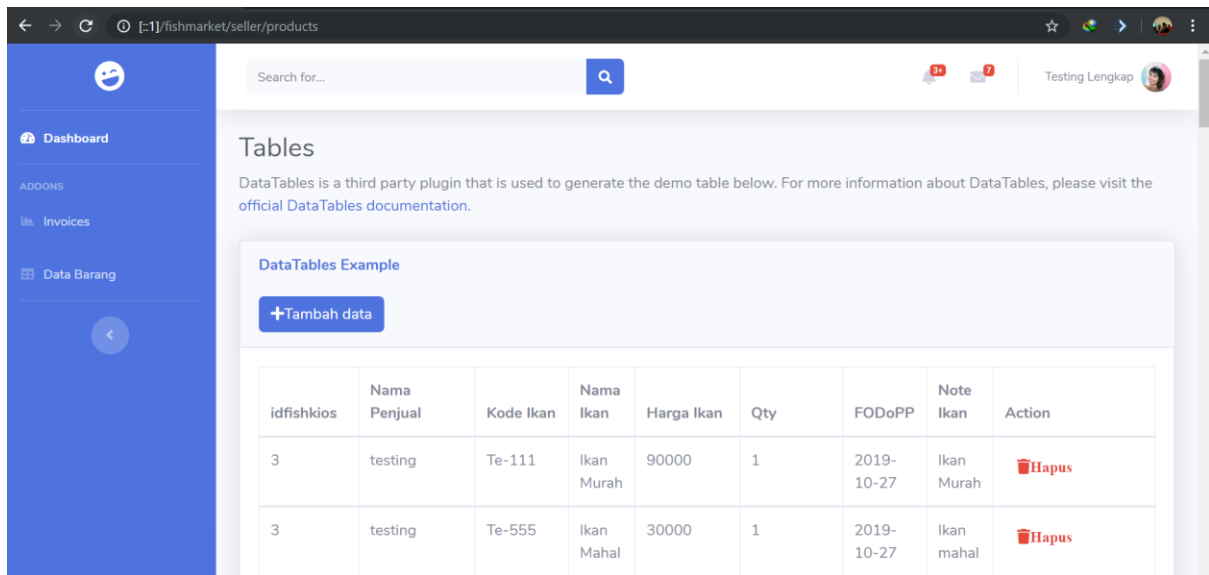 [::1]/fishmarket/seller/products
Search for...
3+
7
Testing Lengkap
Dashboard
ADDONS
Invoices
Data Barang
Tables
DataTables is a third party plugin that is used to generate the demo table below. For more information about DataTables, please visit the
official DataTables documentation.
DataTables Example
Tambah data
idfishkios Nama Penjual Kode Ikan Nama Ikan Harga Ikan Qty FODoPP Note Ikan Action
3 testing Te-111 Ikan Murah 90000 1 2019-10-27 Ikan Murah Hapus
3 testing Te-555 Ikan Mahal 30000 1 2019-10-27 Ikan mahal Hapus